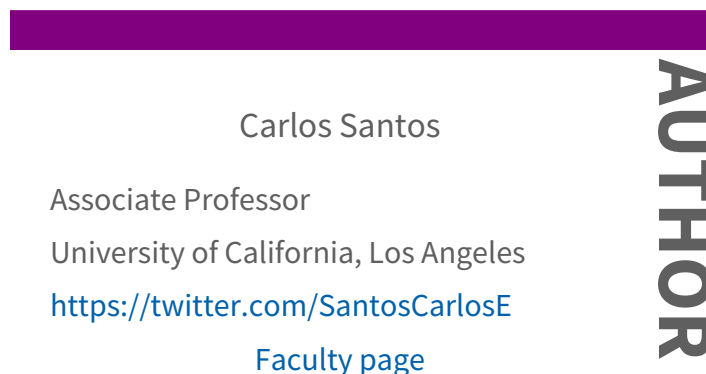 Carlos Santos
Associate Professor
University of California, Los Angeles
https://twitter.com/SantosCarlosE
Faculty page
AUTHOR